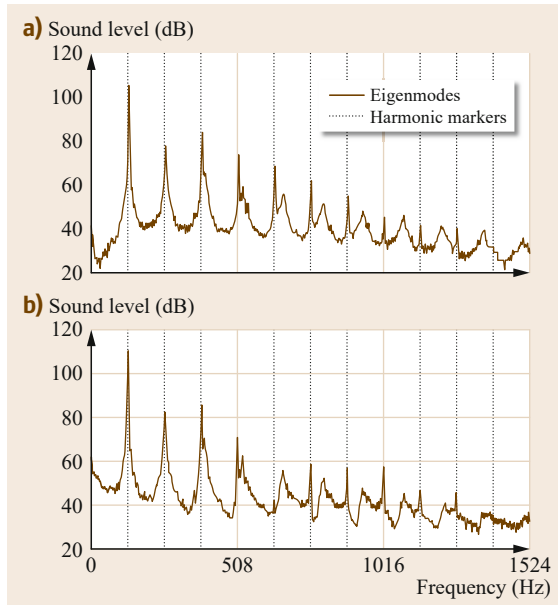 a) Sound level (dB)
120
100
80
60
40
20
Eigenmodes
Harmonic markers
b) Sound level (dB)
120
100
80
60
40
20
0 508 1016 1524
Frequency (Hz)